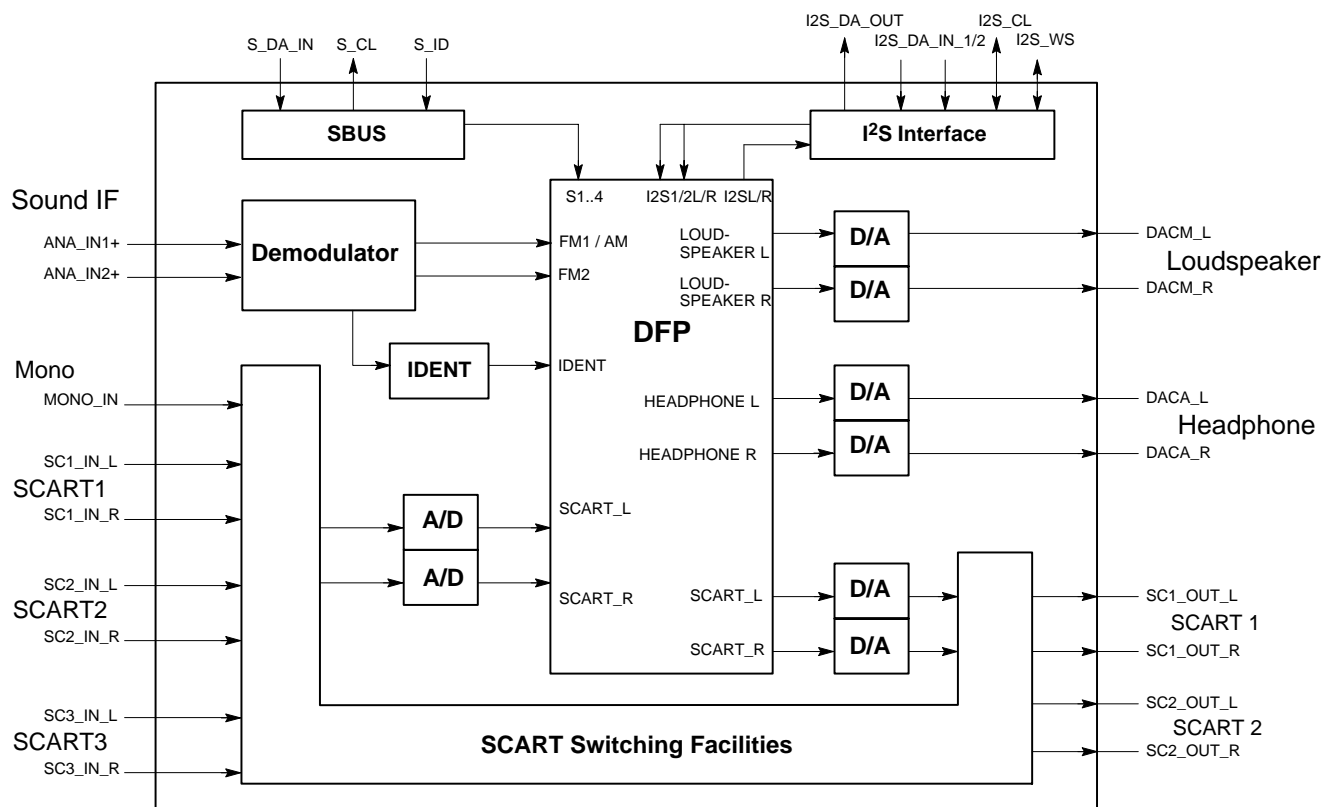 S_DA_IN
S_CL
S_ID
I2S_DA_OUT
I2S_DA_IN_1/2
I2S_CL
I2S_WS
SBUS
I²S Interface
Sound IF
ANA_IN1+
ANA_IN2+
Demodulator
S1..4
I2S1/2L/R
I2SL/R
FM1 / AM
FM2
LOUD-
SPEAKER L
LOUD-
SPEAKER R
D/A
D/A
DACM_L
Loudspeaker
DACM_R
DFP
IDENT
IDENT
Mono
MONO_IN
HEADPHONE L
HEADPHONE R
D/A
D/A
DACA_L
Headphone
DACA_R
SC1_IN_L
SCART1
SC1_IN_R
A/D
A/D
SCART_L
SCART_R
SC2_IN_L
SCART2
SC2_IN_R
SCART_L
SCART_R
D/A
D/A
SC1_OUT_L
SCART 1
SC1_OUT_R
SC3_IN_L
SCART3
SC3_IN_R
SCART Switching Facilities
SC2_OUT_L
SCART 2
SC2_OUT_R